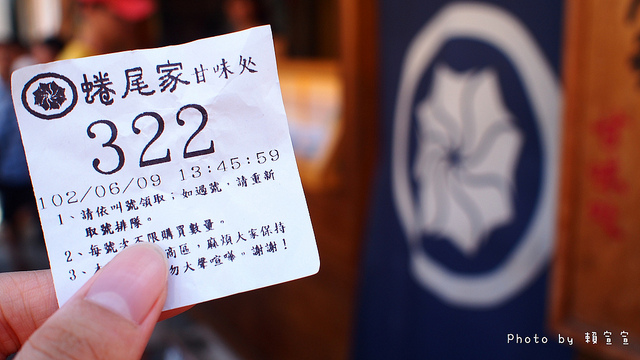 蜷尾家甘味処
322
102/06/09 13:45:59
1、請依叫號領取；如過號，請重新
取號排隊。
2、每號 不限購買數量。
3、 高區，麻煩大家保持
勿大聲喧嘩。謝謝！
Photo by 賴宣宣